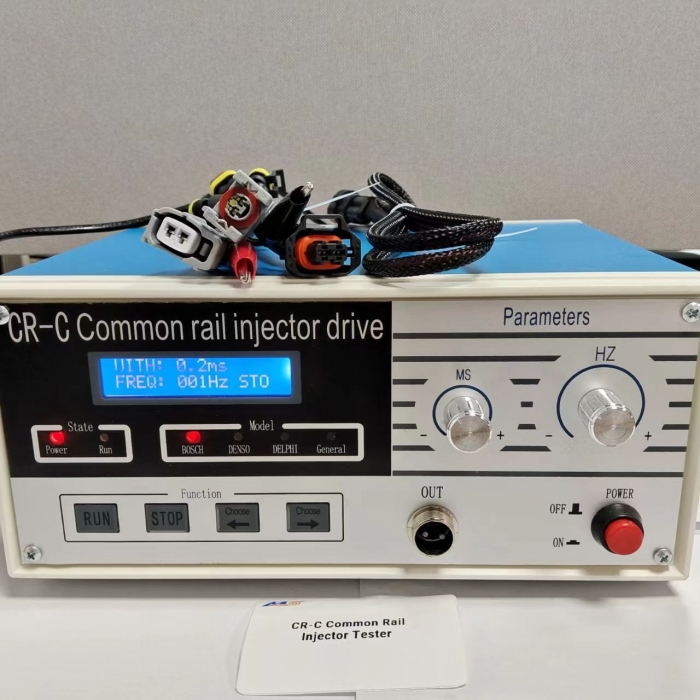 CR-C Common rail injector drive
WITH: 0.2ms
FREQ: 001Hz STO
State
Power Run
Model
BOSCH DENSO DELPHI General
Parameters
MS
- +
HZ
- +
Function
RUN STOP Choose ← Choose →
OUT
POWER
OFF
ON
CR-C Common Rail
Injector Tester